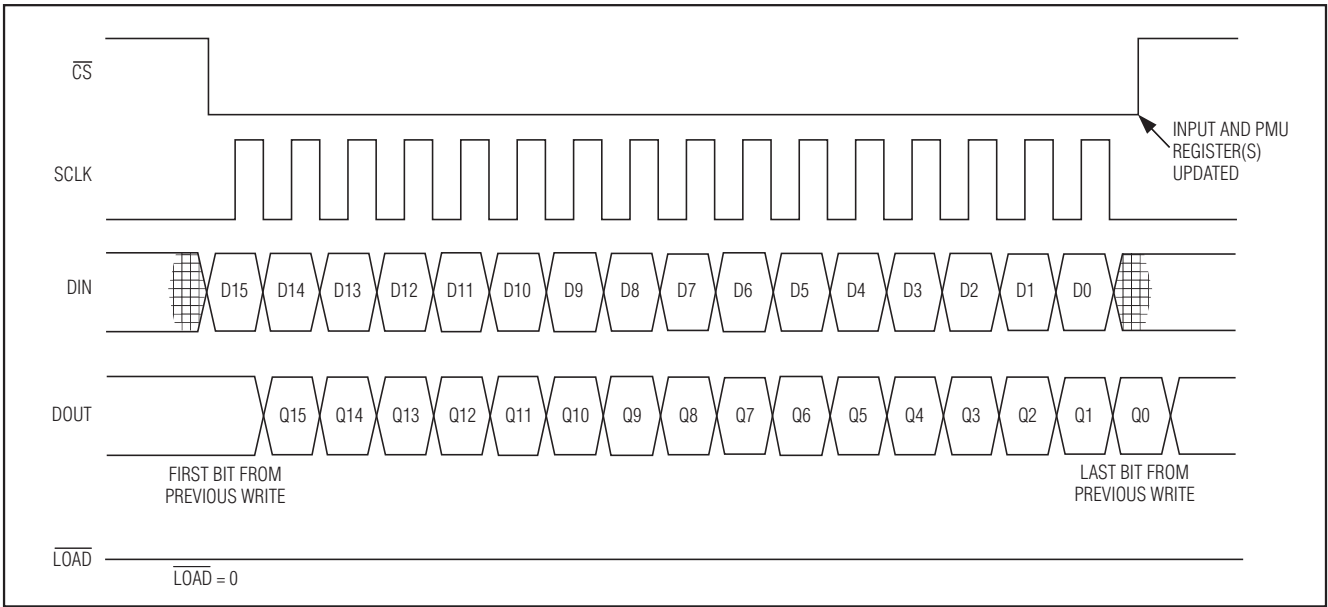 CS
INPUT AND PMU
REGISTER(S)
UPDATED
SCLK
DIN
D15 D14 D13 D12 D11 D10 D9 D8 D7 D6 D5 D4 D3 D2 D1 D0
DOUT
Q15 Q14 Q13 Q12 Q11 Q10 Q9 Q8 Q7 Q6 Q5 Q4 Q3 Q2 Q1 Q0
FIRST BIT FROM
PREVIOUS WRITE
LAST BIT FROM
PREVIOUS WRITE
LOAD
LOAD = 0